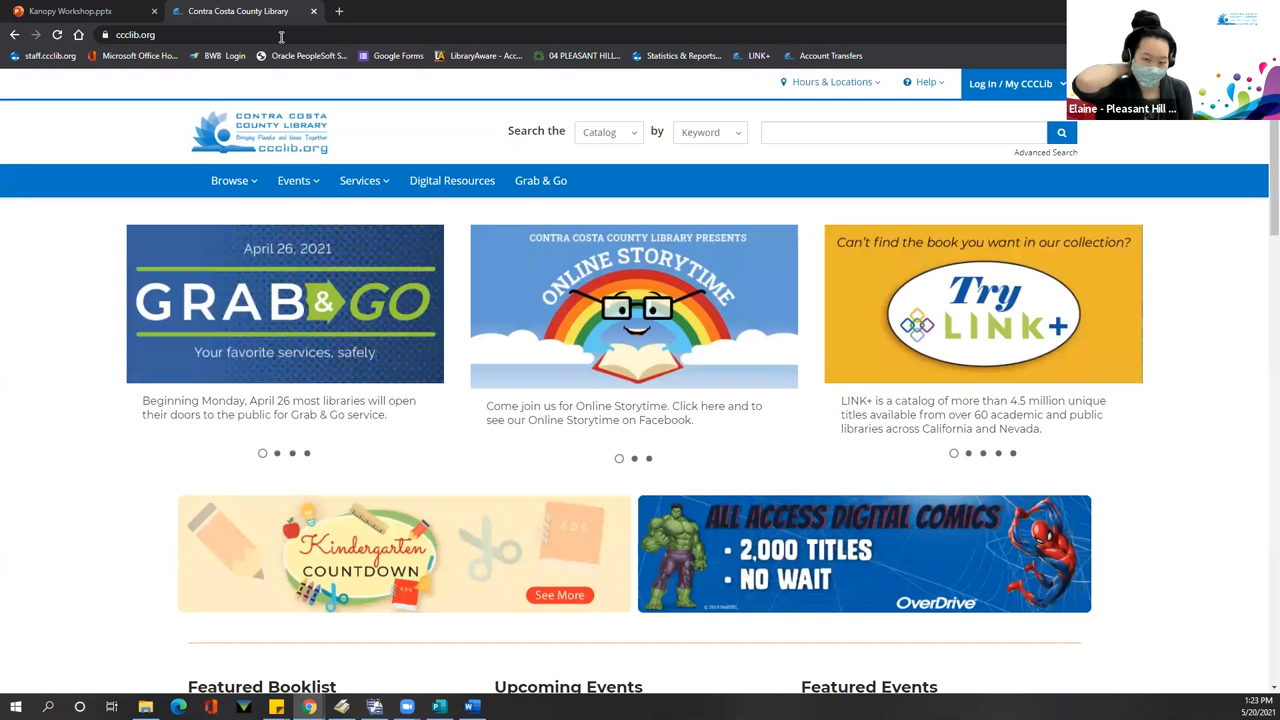 Kanopy Workshop.pptx
Contra Costa County Library
ccclib.org
staff.ccclib.org
Microsoft Office Ho...
BWB Login
Oracle PeopleSoft S...
Google Forms
Aerohive - Acc...
04 PLEASANT HILL...
Statistics & Reports...
LINK+
Account Transfers
Elaine - Pleasant Hill ...
Hours & Locations
Help
Log In / My CCCLib
CONTRA COSTA
COUNTY LIBRARY
Bringing People and Ideas Together
ccclib.org
Search the Catalog by Keyword
Advanced Search
Browse Events Services Digital Resources Grab & Go
April 26, 2021
GRAB & GO
Your favorite services, safely.
Beginning Monday, April 26 most libraries will open
their doors to the public for Grab & Go service.
CONTRA COSTA COUNTY LIBRARY PRESENTS
ONLINE STORYTIME
Come join us for Online Storytime. Click here and to
see our Online Storytime on Facebook.
Can't find the book you want in our collection?
Try
LINK+
LINK+ is a catalog of more than 4.5 million unique
titles available from over 60 academic and public
libraries across California and Nevada.
Kindergarten
COUNTDOWN
abc
abc
See More
ALL ACCESS DIGITAL COMICS
· 2,000 TITLES
· NO WAIT
OverDrive
Featured Booklist
Upcoming Events
Featured Events
1:23 PM
5/20/2021